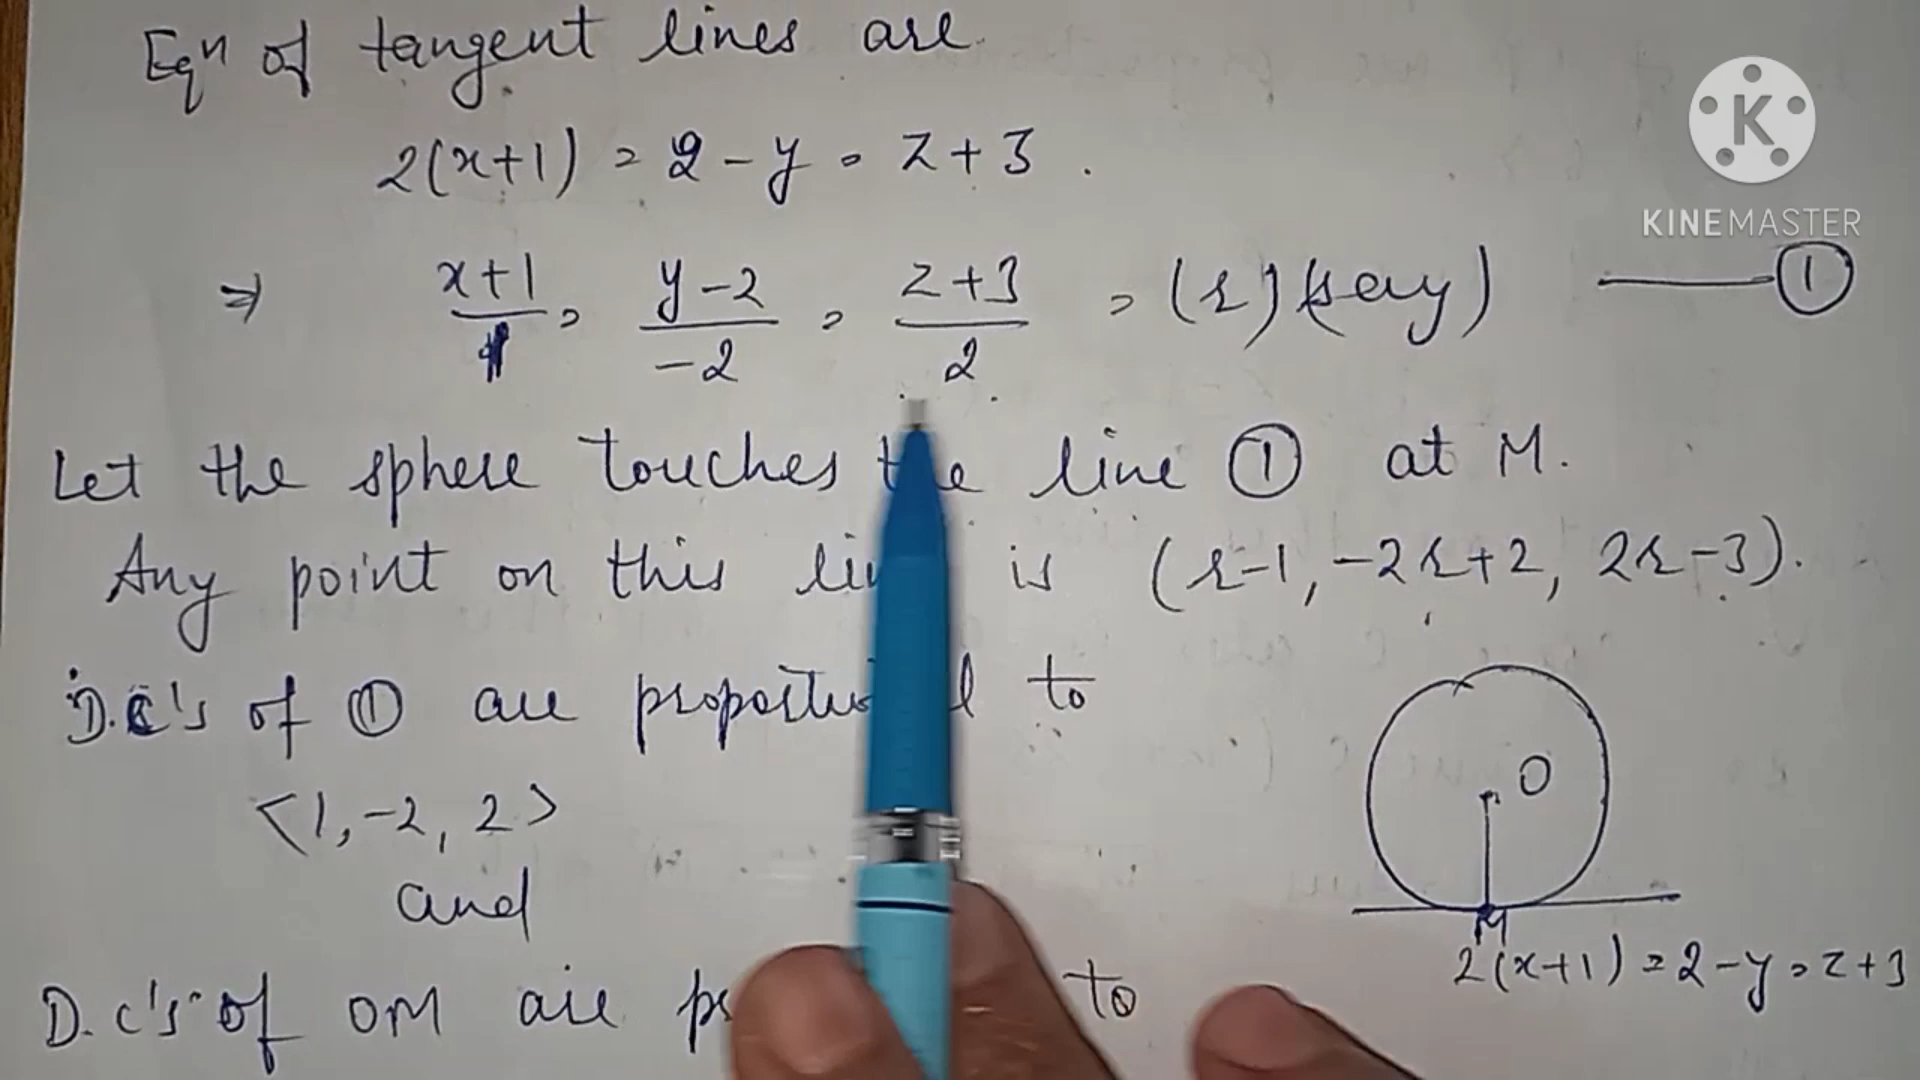 Eqn of tangent lines are
2(x+1) = 2-y = z+3.
K
KINEMASTER
⇒ x+1/1 = y-2/-2 = z+3/2 = (r) (say) — ①
Let the sphere touches the line ① at M.
Any point on this is (r-1, -2r+2, 2r-3).
D.C's of ① are to
<1, -2, 2>
and
O
M
2(x+1) = 2-y = z+3
D.C's of OM are to